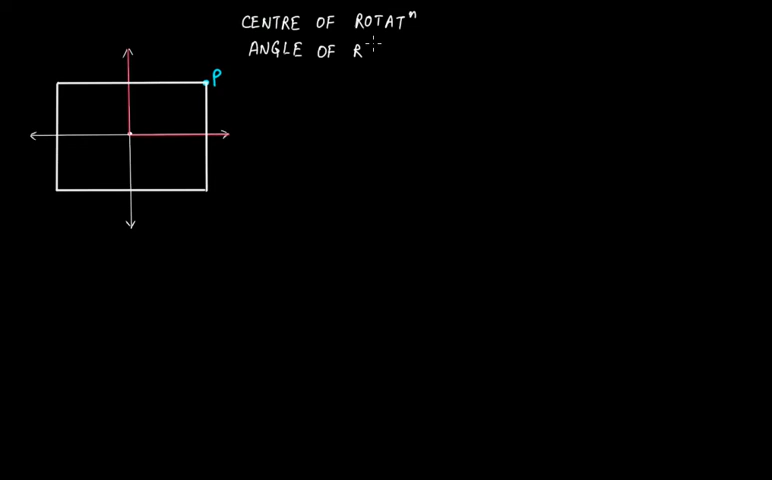 CENTRE OF ROTATⁿ
ANGLE OF R
P